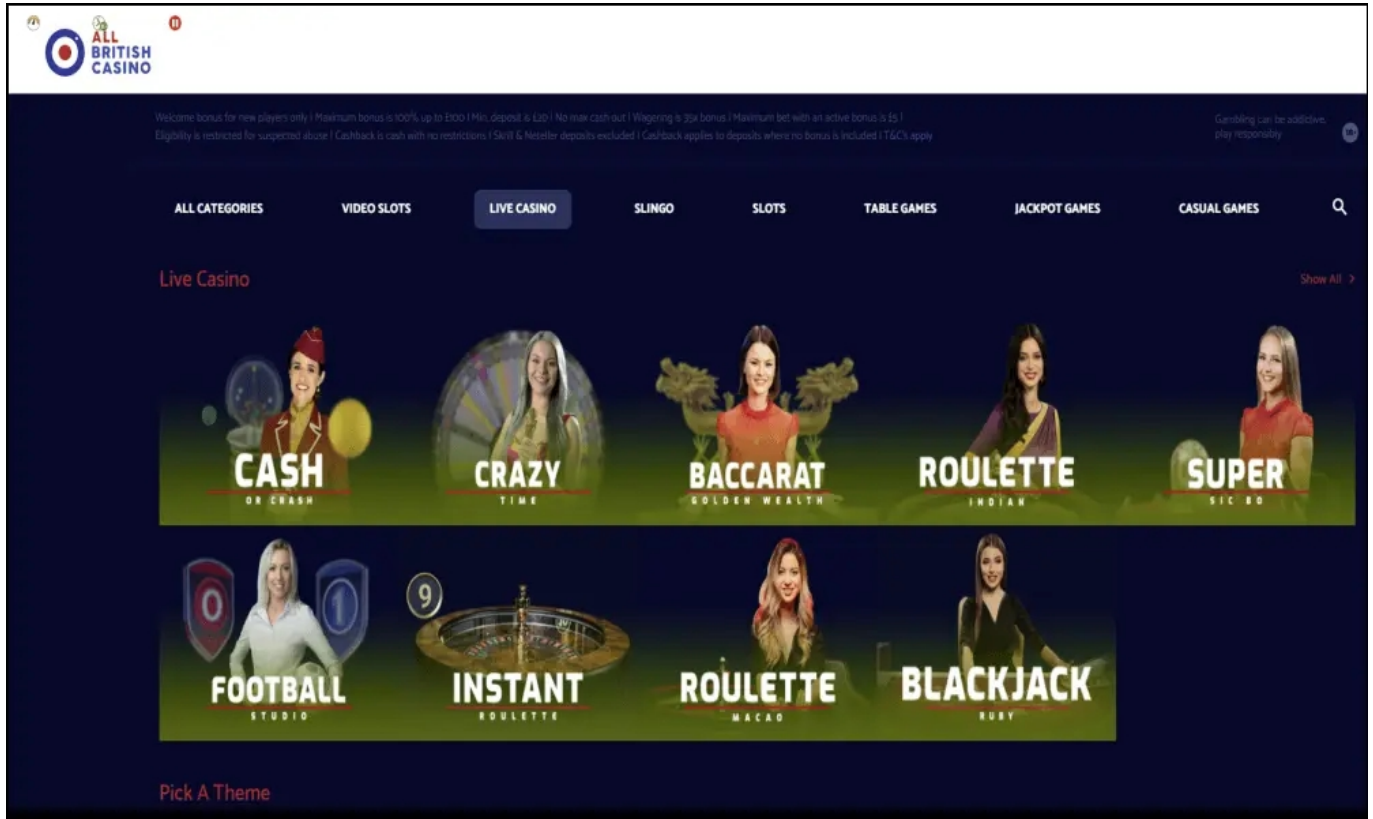 ALL
BRITISH
CASINO
Welcome bonus for new players only | Maximum bonus is 100% up to £100 | Min. deposit is £20 | No max cash out | Wagering is 35x bonus | Maximum bet with an active bonus is £5 |
Eligibility is restricted for suspected abuse | Cashback is cash with no restrictions | Skrill & Neteller deposits excluded | Cashback applies to deposits where no bonus is included | T&C's apply
Gambling can be addictive,
play responsibly
18+
ALL CATEGORIES VIDEO SLOTS LIVE CASINO SLINGO SLOTS TABLE GAMES JACKPOT GAMES CASUAL GAMES
Live Casino
Show All >
CASH
OR CRASH
CRAZY
TIME
BACCARAT
GOLDEN WEALTH
ROULETTE
INDIAN
SUPER
SIC BO
0
1
FOOTBALL
STUDIO
9
INSTANT
ROULETTE
ROULETTE
MACAO
BLACKJACK
RUBY
Pick A Theme